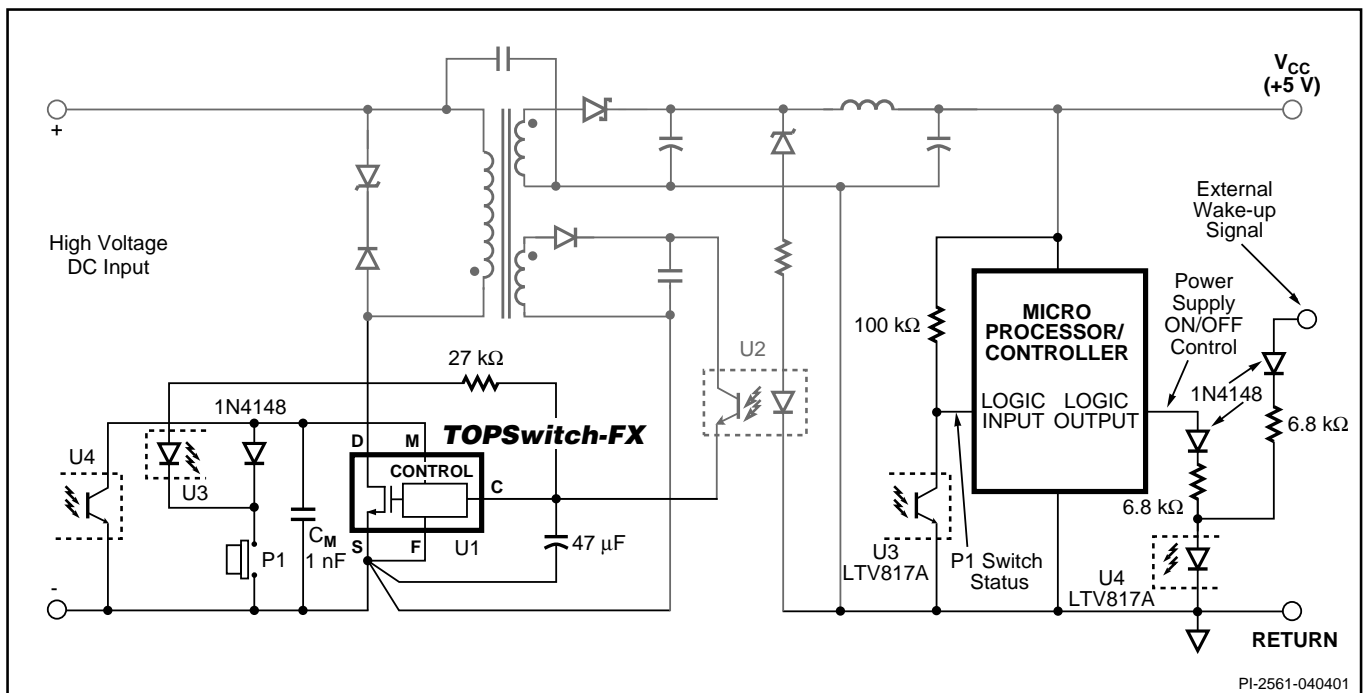 V_CC
(+5 V)
+
High Voltage
DC Input
External
Wake-up
Signal
MICRO
PROCESSOR/
CONTROLLER
LOGIC INPUT
LOGIC OUTPUT
Power
Supply
ON/OFF
Control
100 kΩ
U2
27 kΩ
1N4148
1N4148
6.8 kΩ
6.8 kΩ
TOPSwitch-FX
D
M
CONTROL
C
S
F
U1
U4
U3
P1
C_M
1 nF
47 µF
U3
LTV817A
P1 Switch
Status
U4
LTV817A
-
RETURN
PI-2561-040401